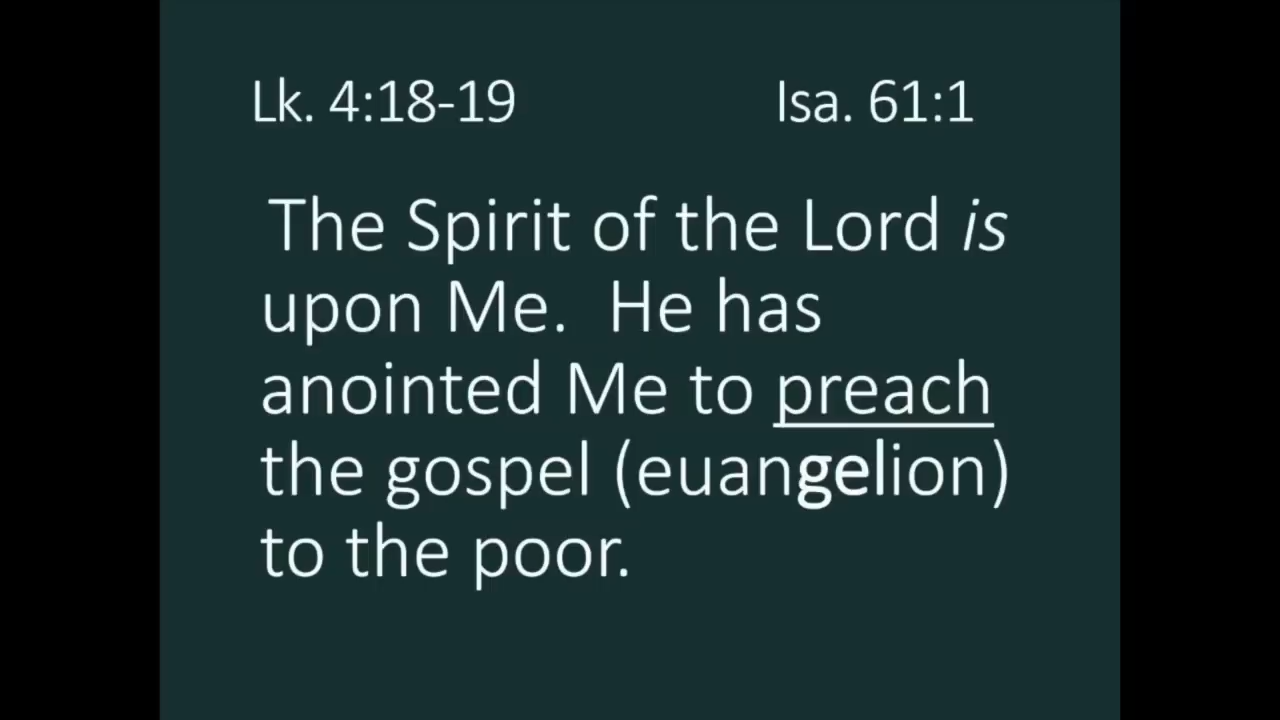 Lk. 4:18-19 Isa. 61:1
The Spirit of the Lord is
upon Me. He has
anointed Me to preach
the gospel (euangelion)
to the poor.